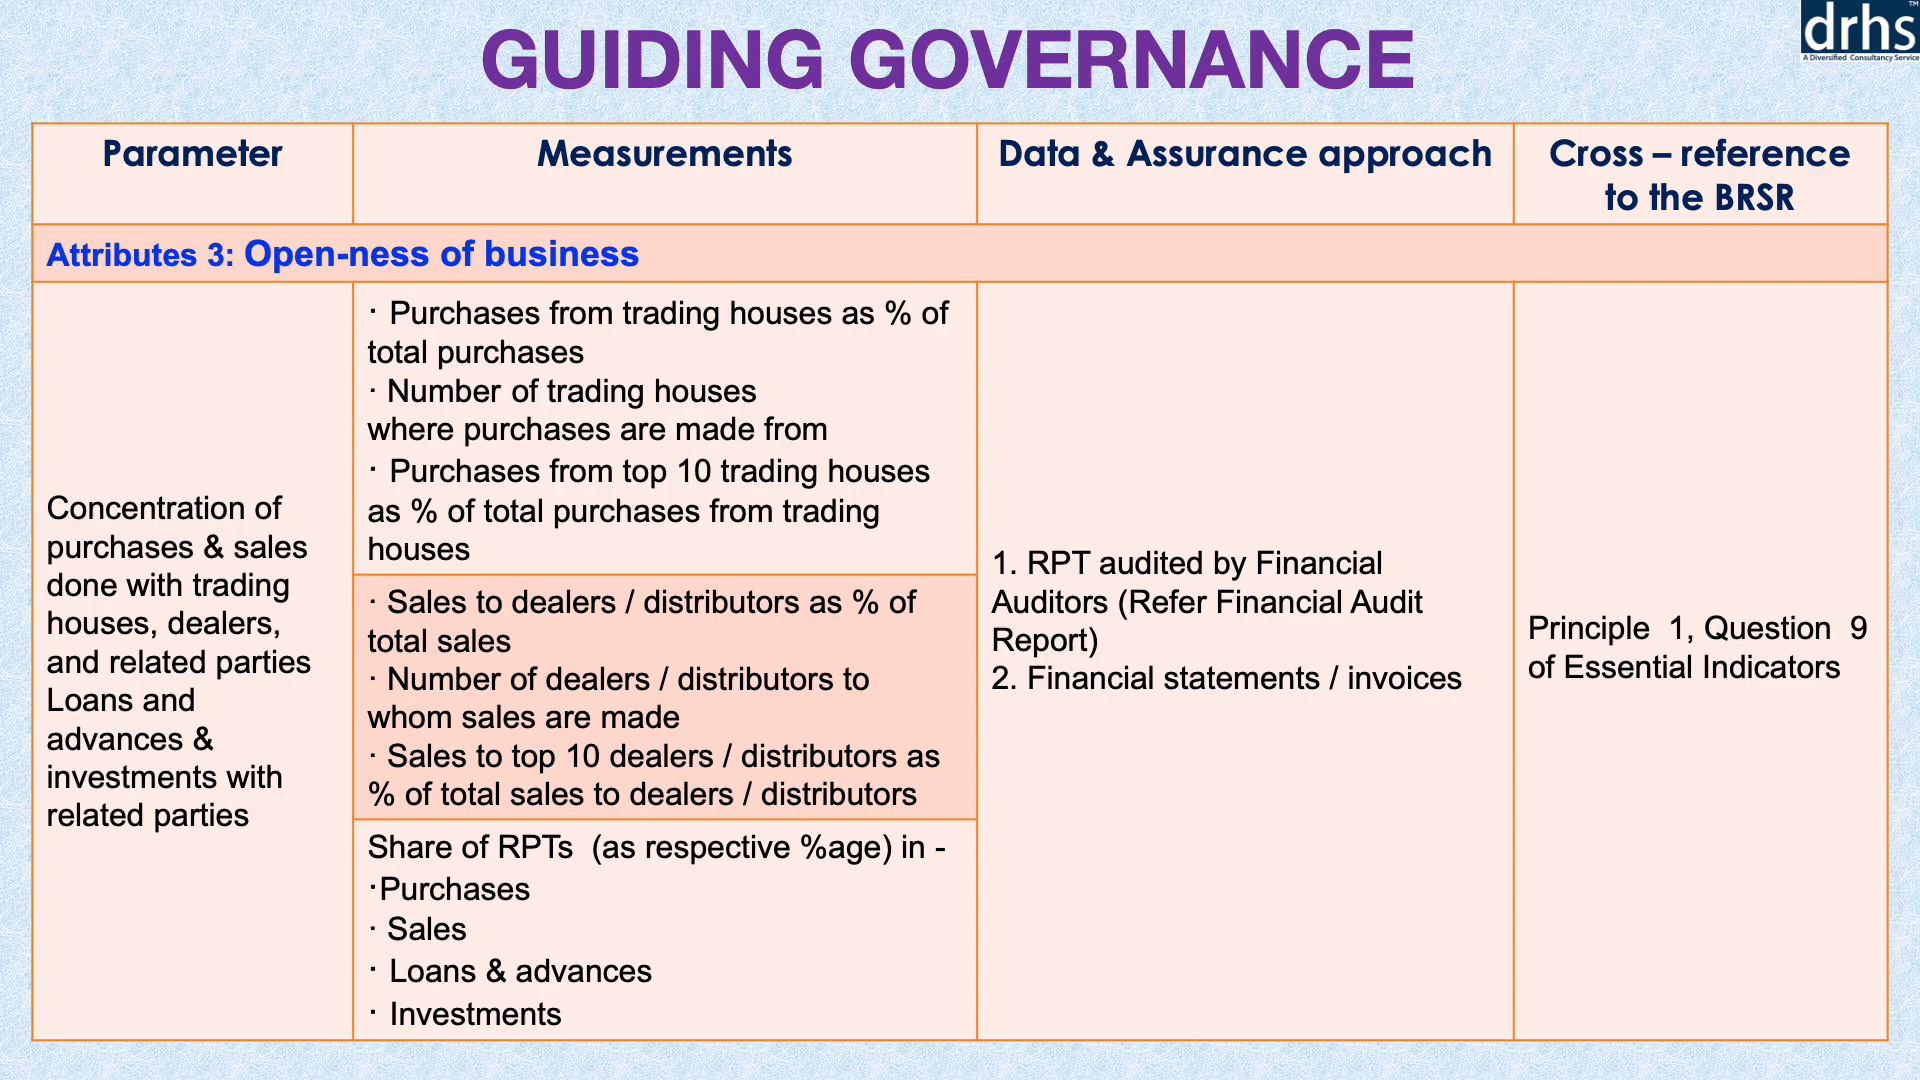 GUIDING GOVERNANCE
drhs™
A Diversified Consultancy Service
Parameter
Measurements
Data & Assurance approach
Cross – reference
to the BRSR
Attributes 3: Open-ness of business
Concentration of
purchases & sales
done with trading
houses, dealers,
and related parties
Loans and
advances &
investments with
related parties
· Purchases from trading houses as % of
total purchases
· Number of trading houses
where purchases are made from
· Purchases from top 10 trading houses
as % of total purchases from trading
houses
· Sales to dealers / distributors as % of
total sales
· Number of dealers / distributors to
whom sales are made
· Sales to top 10 dealers / distributors as
% of total sales to dealers / distributors
Share of RPTs (as respective %age) in -
·Purchases
· Sales
· Loans & advances
· Investments
1. RPT audited by Financial
Auditors (Refer Financial Audit
Report)
2. Financial statements / invoices
Principle 1, Question 9
of Essential Indicators